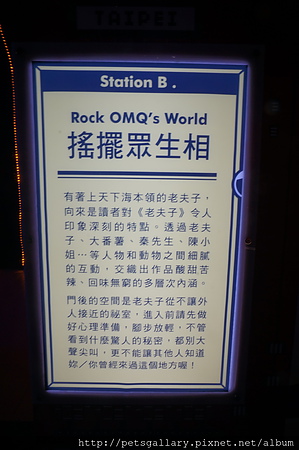 TAIPEI
Station B .
Rock OMQ's World
搖擺眾生相
有著上天下海本領的老夫子，
向來是讀者對《老夫子》令人
印象深刻的特點。透過老夫
子、大番薯、秦先生、陳小
姐…等人物和動物之間細膩
的互動，交織出作品酸甜苦
辣、回味無窮的多層次內涵。
門後的空間是老夫子從不讓外
人接近的祕室，進入前請先做
好心理準備，腳步放輕，不管
看到什麼驚人的秘密，都別大
聲尖叫，更不能讓其他人知道
妳／你曾經來過這個地方喔！
http://petsgallery.pixnet.net/album